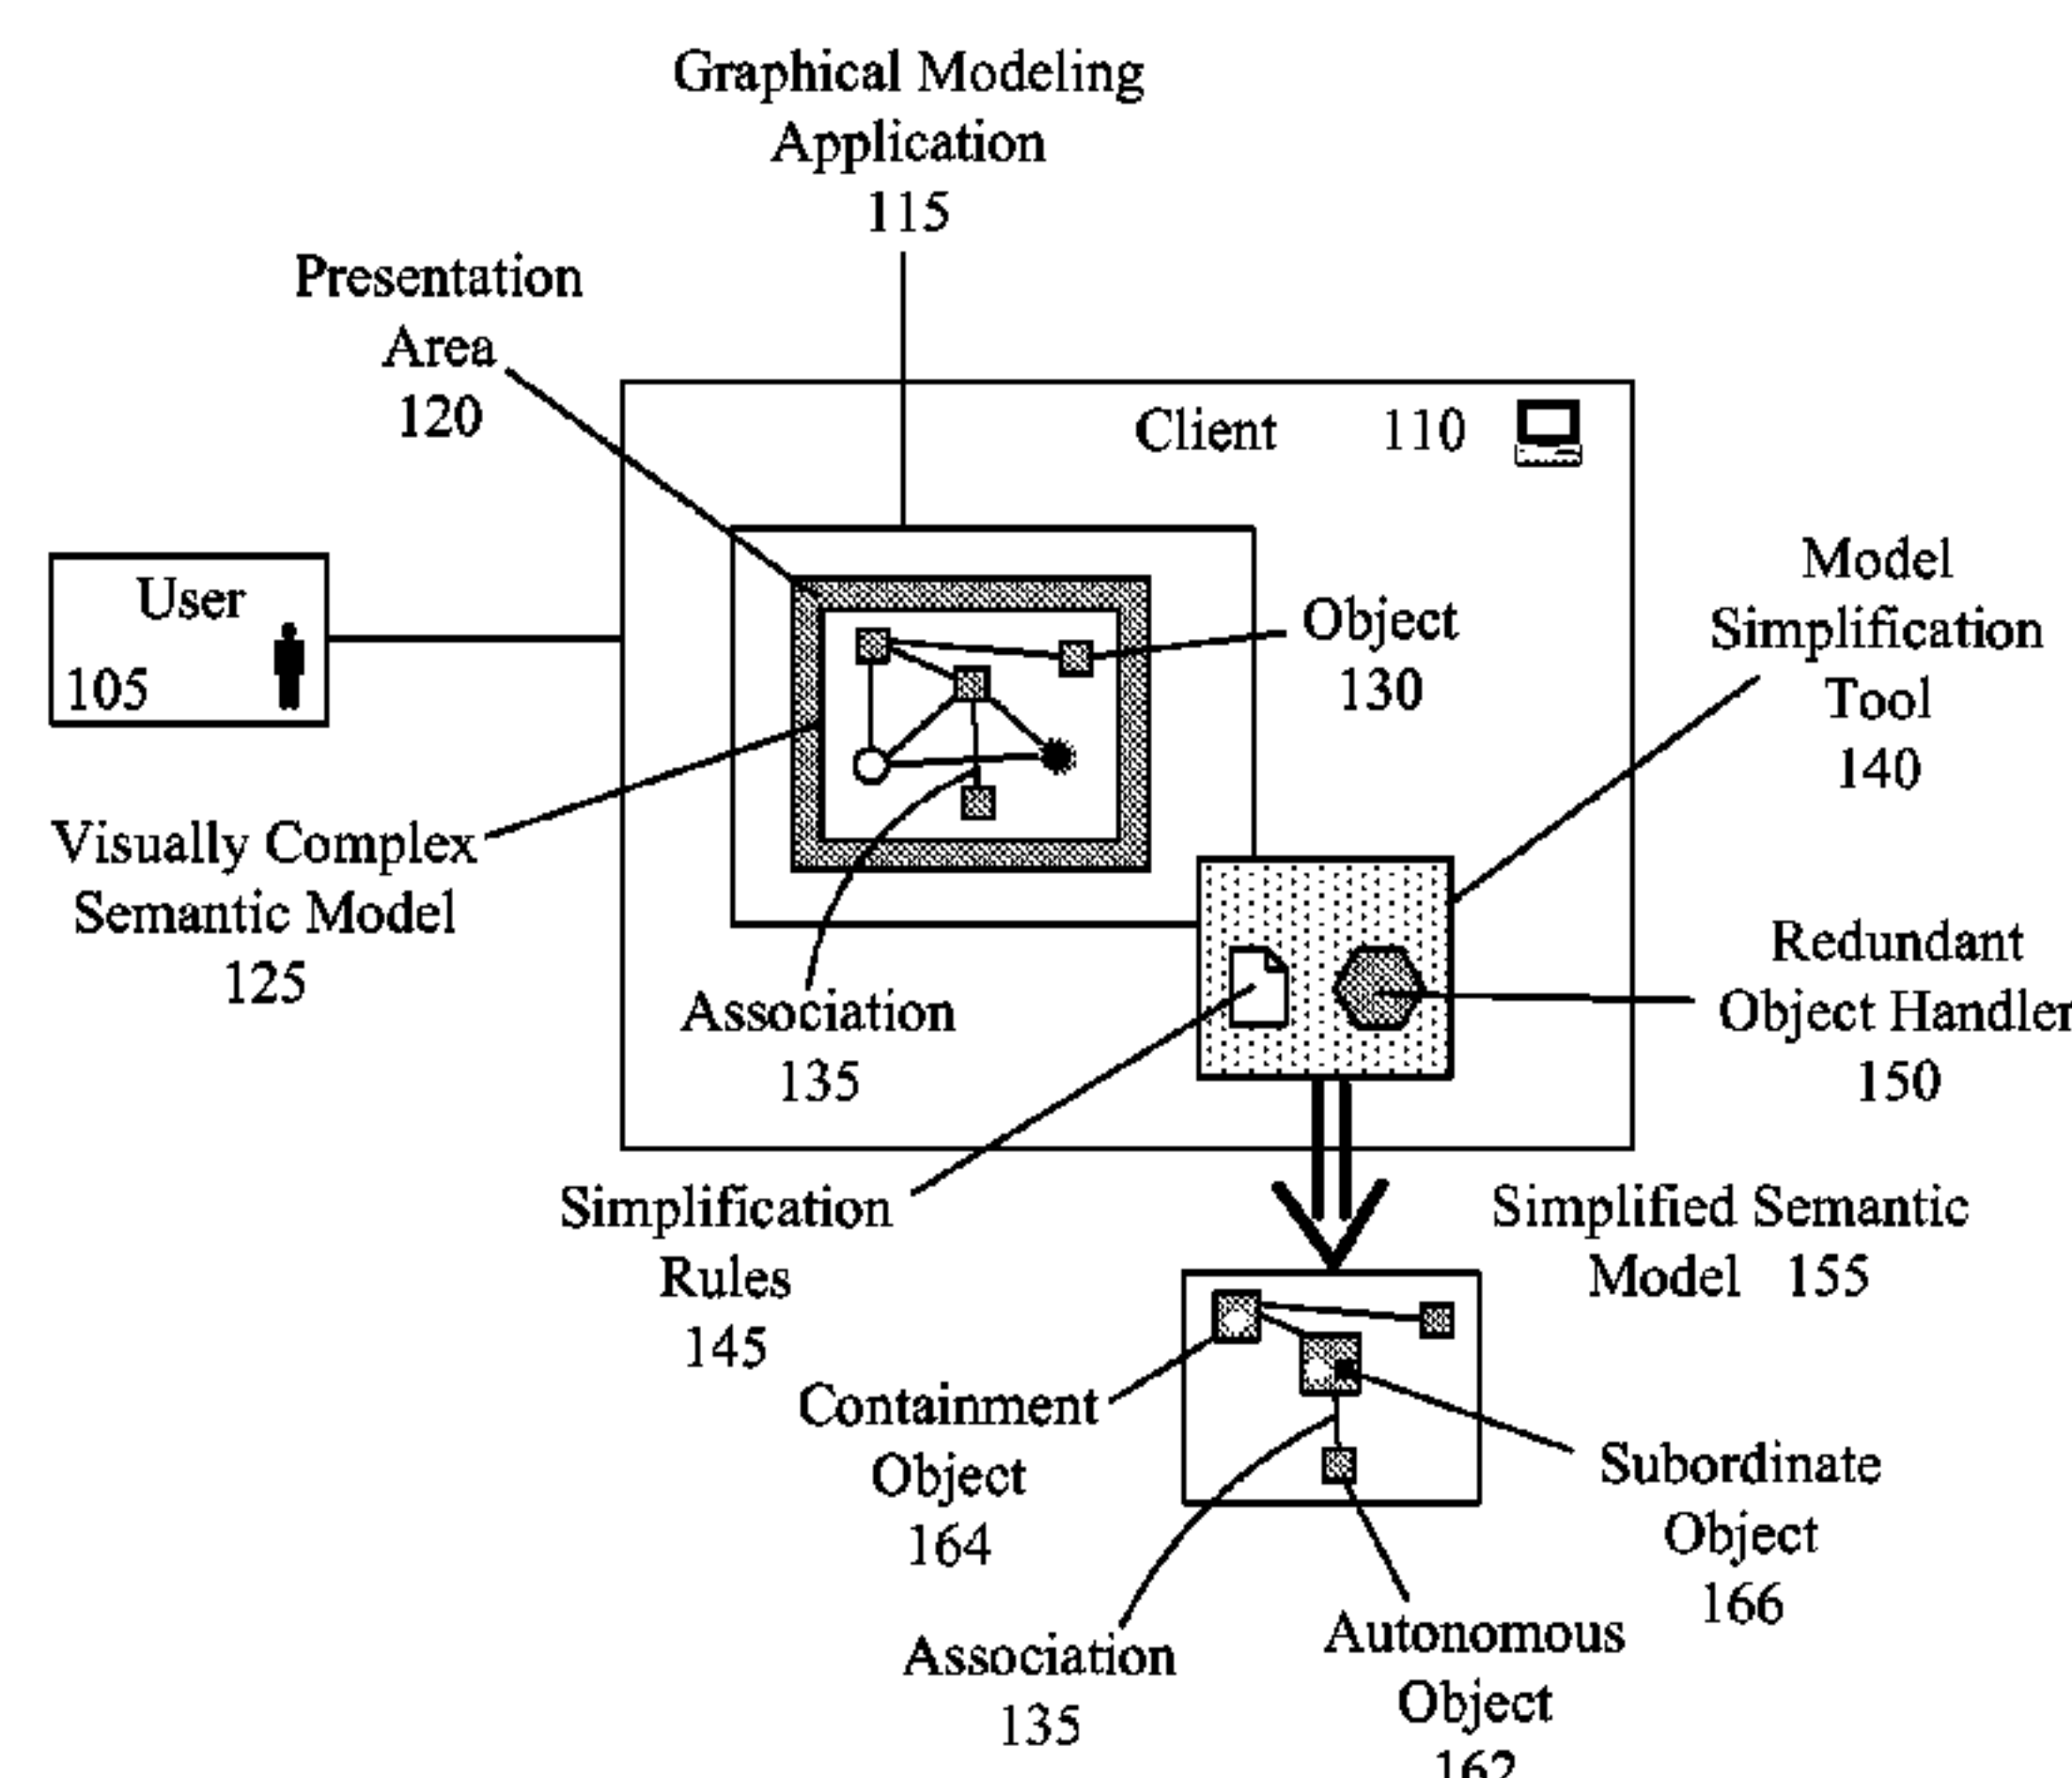 Graphical Modeling
Application
115
Presentation
Area
120
Client 110
User
105
Object
130
Model
Simplification
Tool
140
Visually Complex
Semantic Model
125
Association
135
Redundant
Object Handler
150
Simplification
Rules
145
Simplified Semantic
Model 155
Containment
Object
164
Subordinate
Object
166
Association
135
Autonomous
Object
162